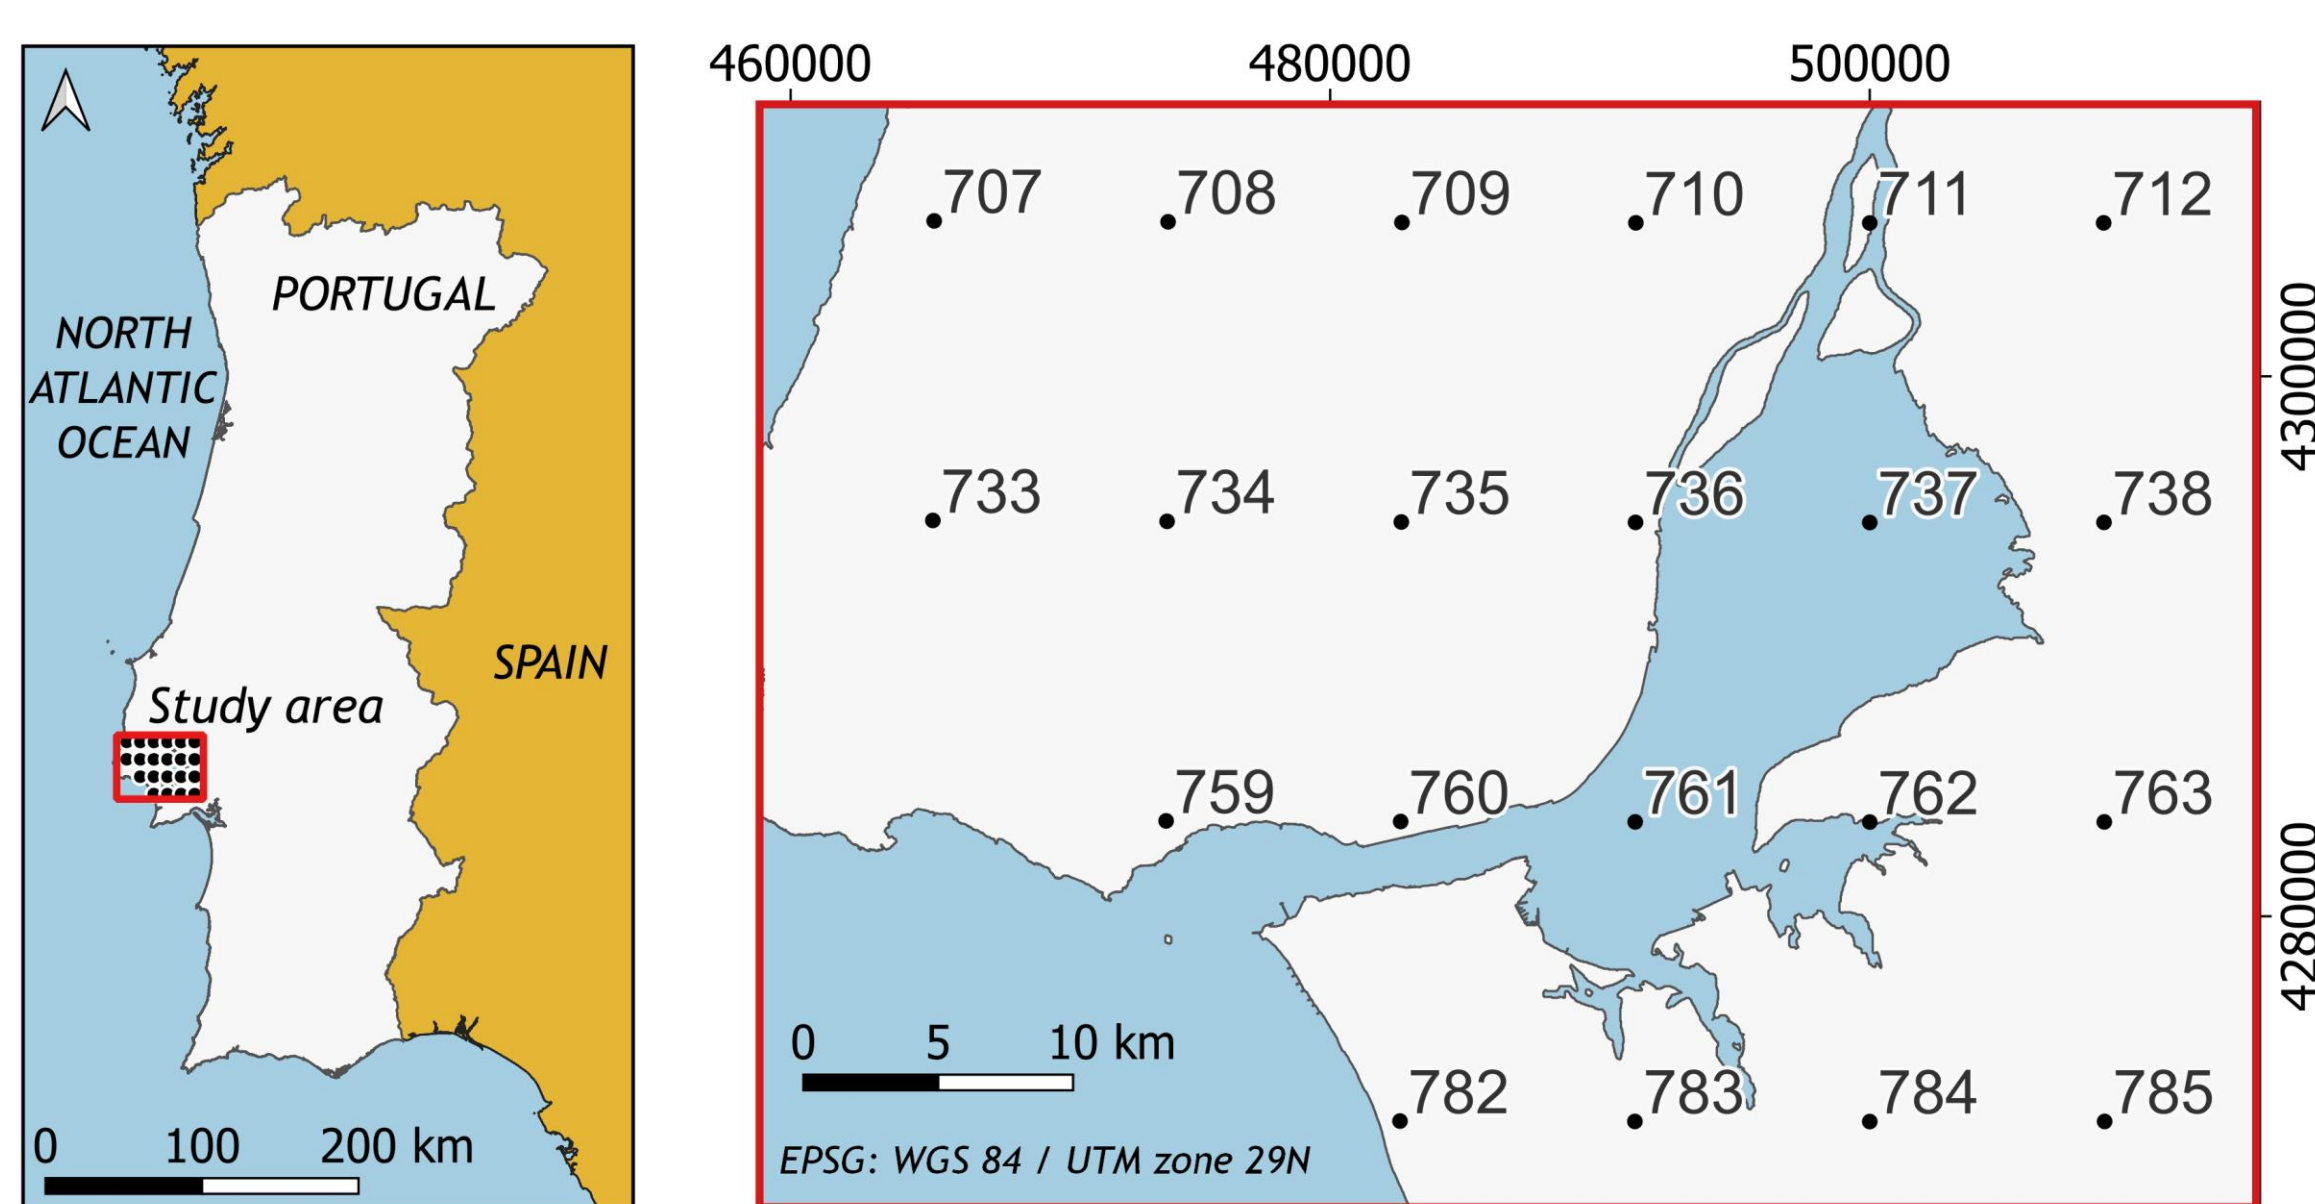 PORTUGAL
NORTH
ATLANTIC
OCEAN
SPAIN
Study area
0 100 200 km
460000 480000 500000
707 708 709 710 711 712
4300000
733 734 735 736 737 738
759 760 761 762 763
4280000
0 5 10 km
782 783 784 785
EPSG: WGS 84 / UTM zone 29N